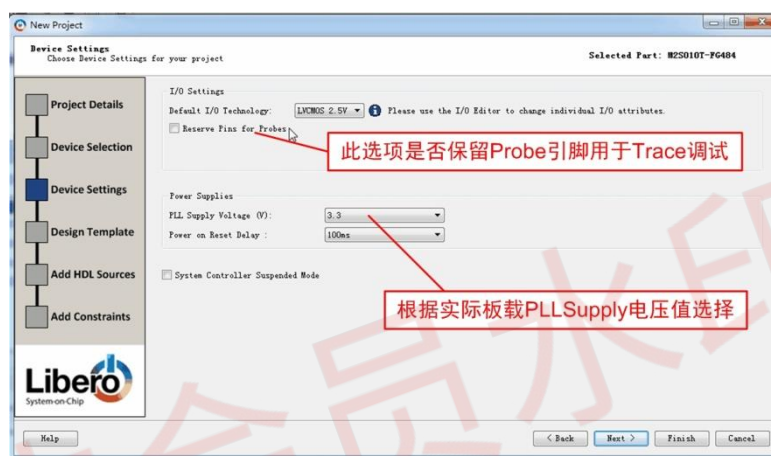 New Project
Device Settings
Choose Device Settings for your project
Selected Part: M2S010T-FG484
Project Details
Device Selection
Device Settings
Design Template
Add HDL Sources
Add Constraints
Libero
System-on-Chip
I/O Settings
Default I/O Technology: LVCMOS 2.5V Please use the I/O Editor to change individual I/O attributes.
Reserve Pins for Probes
此选项是否保留Probe引脚用于Trace调试
Power Supplies
PLL Supply Voltage (V): 3.3
Power on Reset Delay : 100ms
System Controller Suspended Mode
根据实际板载PLLSupply电压值选择
会员水印
Help
< Back
Next >
Finish
Cancel